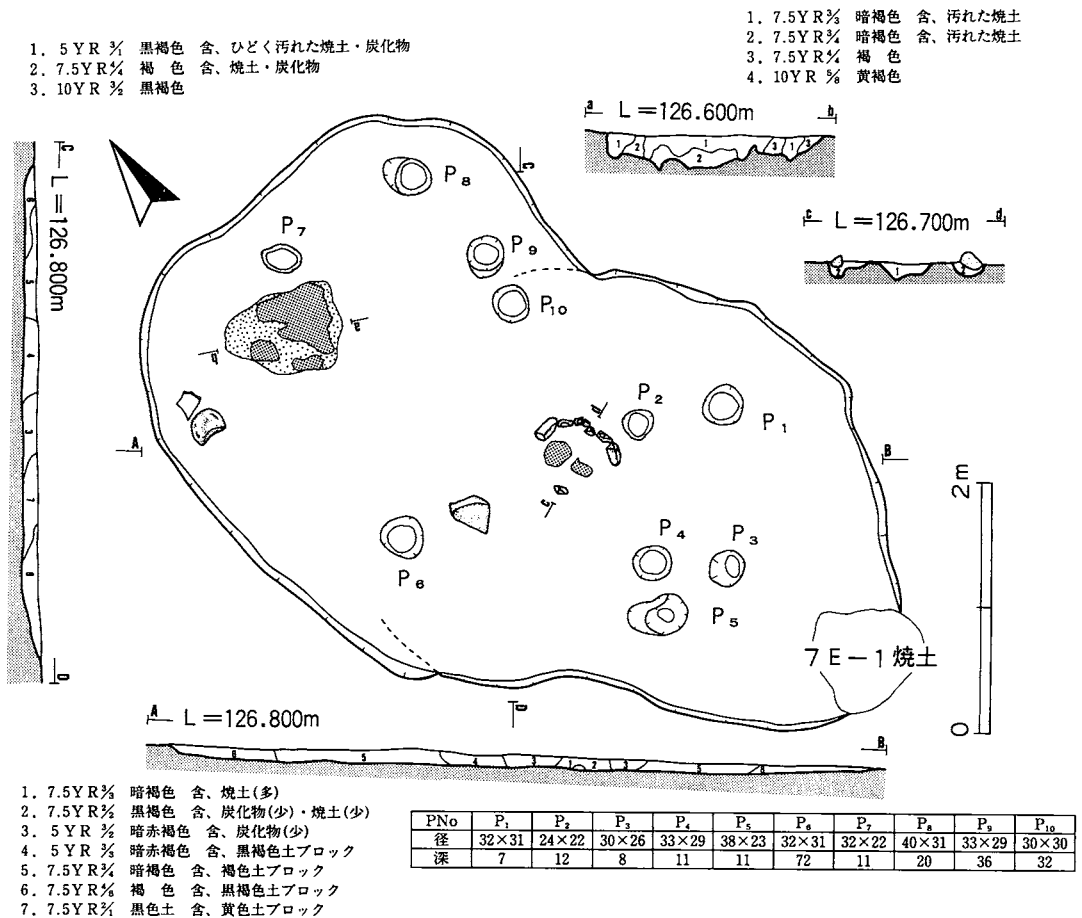 1. 5YR 3/1 黒褐色 含、ひどく汚れた焼土・炭化物
2. 7.5YR 4/4 褐 色 含、焼土・炭化物
3. 10YR 3/2 黒褐色
1. 7.5YR 3/3 暗褐色 含、汚れた焼土
2. 7.5YR 3/4 暗褐色 含、汚れた焼土
3. 7.5YR 4/4 褐 色
4. 10YR 5/8 黄褐色
a L=126.600m b
1 2 1 2 3 1 3
c L=126.700m d
2 1 2
C L=126.800m D
P8
P7
P9
P10
a
b
c
d
P2
P1
A
B
P4
P3
P6
P5
7E-1焼土
2m
0
A L=126.800m B
6 5 4 3 1 2 3 5 6
1. 7.5YR 暗褐色 含、焼土(多)
2. 7.5YR 黒褐色 含、炭化物(少)・焼土(少)
3. 5YR 3/2 暗赤褐色 含、炭化物(少)
4. 5YR 3/3 暗赤褐色 含、黒褐色土ブロック
5. 7.5YR 3/4 暗褐色 含、褐色土ブロック
6. 7.5YR 褐 色 含、黒褐色土ブロック
7. 7.5YR 2/1 黒色土 含、黄色土ブロック
PNo P1 P2 P3 P4 P5 P6 P7 P8 P9 P10
径 32×31 24×22 30×26 33×29 38×23 32×31 32×22 40×31 33×29 30×30
深 7 12 8 11 11 72 11 20 36 32